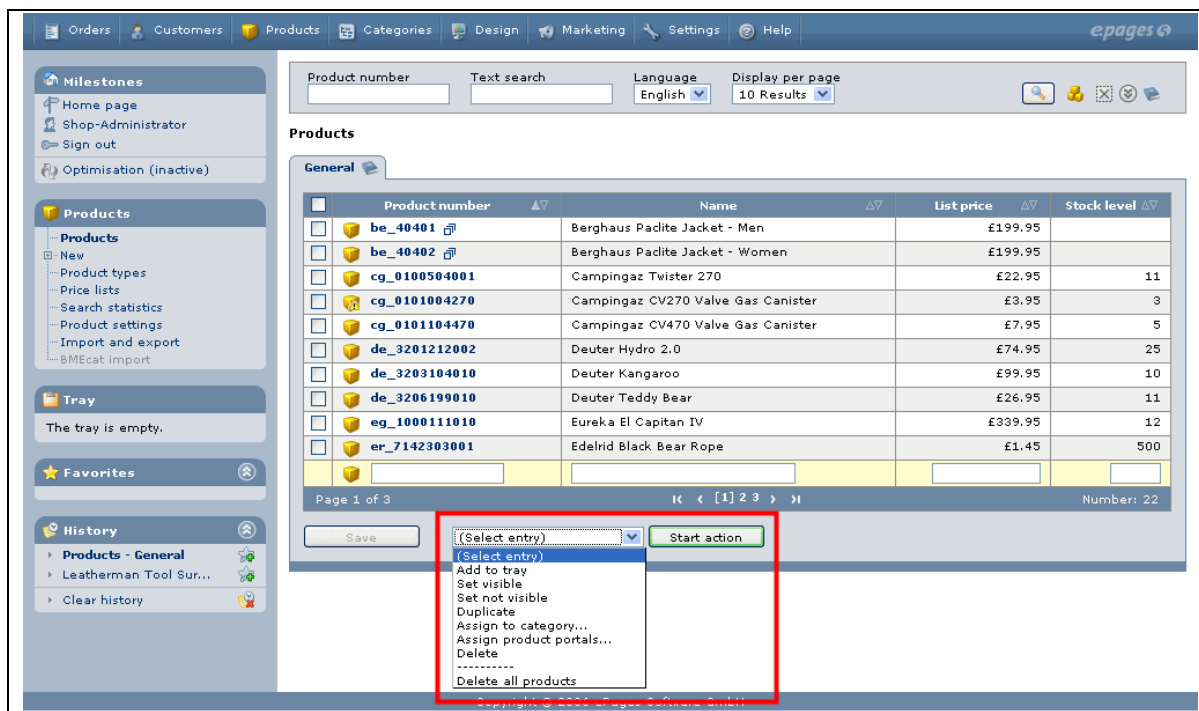 Orders Customers Products Categories Design Marketing Settings Help epages
Milestones
Home page
Shop-Administrator
Sign out
Optimisation (inactive)
Products
Products
New
Product types
Price lists
Search statistics
Product settings
Import and export
BMEcat import
Tray
The tray is empty.
Favorites
History
Products - General
Leatherman Tool Sur...
Clear history
Product number Text search Language Display per page
English 10 Results
Products
General
Product number Name List price Stock level
be_40401 Berghaus Paclite Jacket - Men £199.95
be_40402 Berghaus Paclite Jacket - Women £199.95
cg_0100504001 Campingaz Twister 270 £22.95 11
cg_0101004270 Campingaz CV270 Valve Gas Canister £3.95 3
cg_0101104470 Campingaz CV470 Valve Gas Canister £7.95 5
de_3201212002 Deuter Hydro 2.0 £74.95 25
de_3203104010 Deuter Kangaroo £99.95 10
de_3206199010 Deuter Teddy Bear £26.95 11
eg_1000111010 Eureka El Capitan IV £339.95 12
er_7142303001 Edelrid Black Bear Rope £1.45 500
Page 1 of 3 [1] 2 3 Number: 22
Save (Select entry) Start action
(Select entry)
Add to tray
Set visible
Set not visible
Duplicate
Assign to category...
Assign product portals...
Delete
----------
Delete all products
Copyright © 2006 ePages Software GmbH